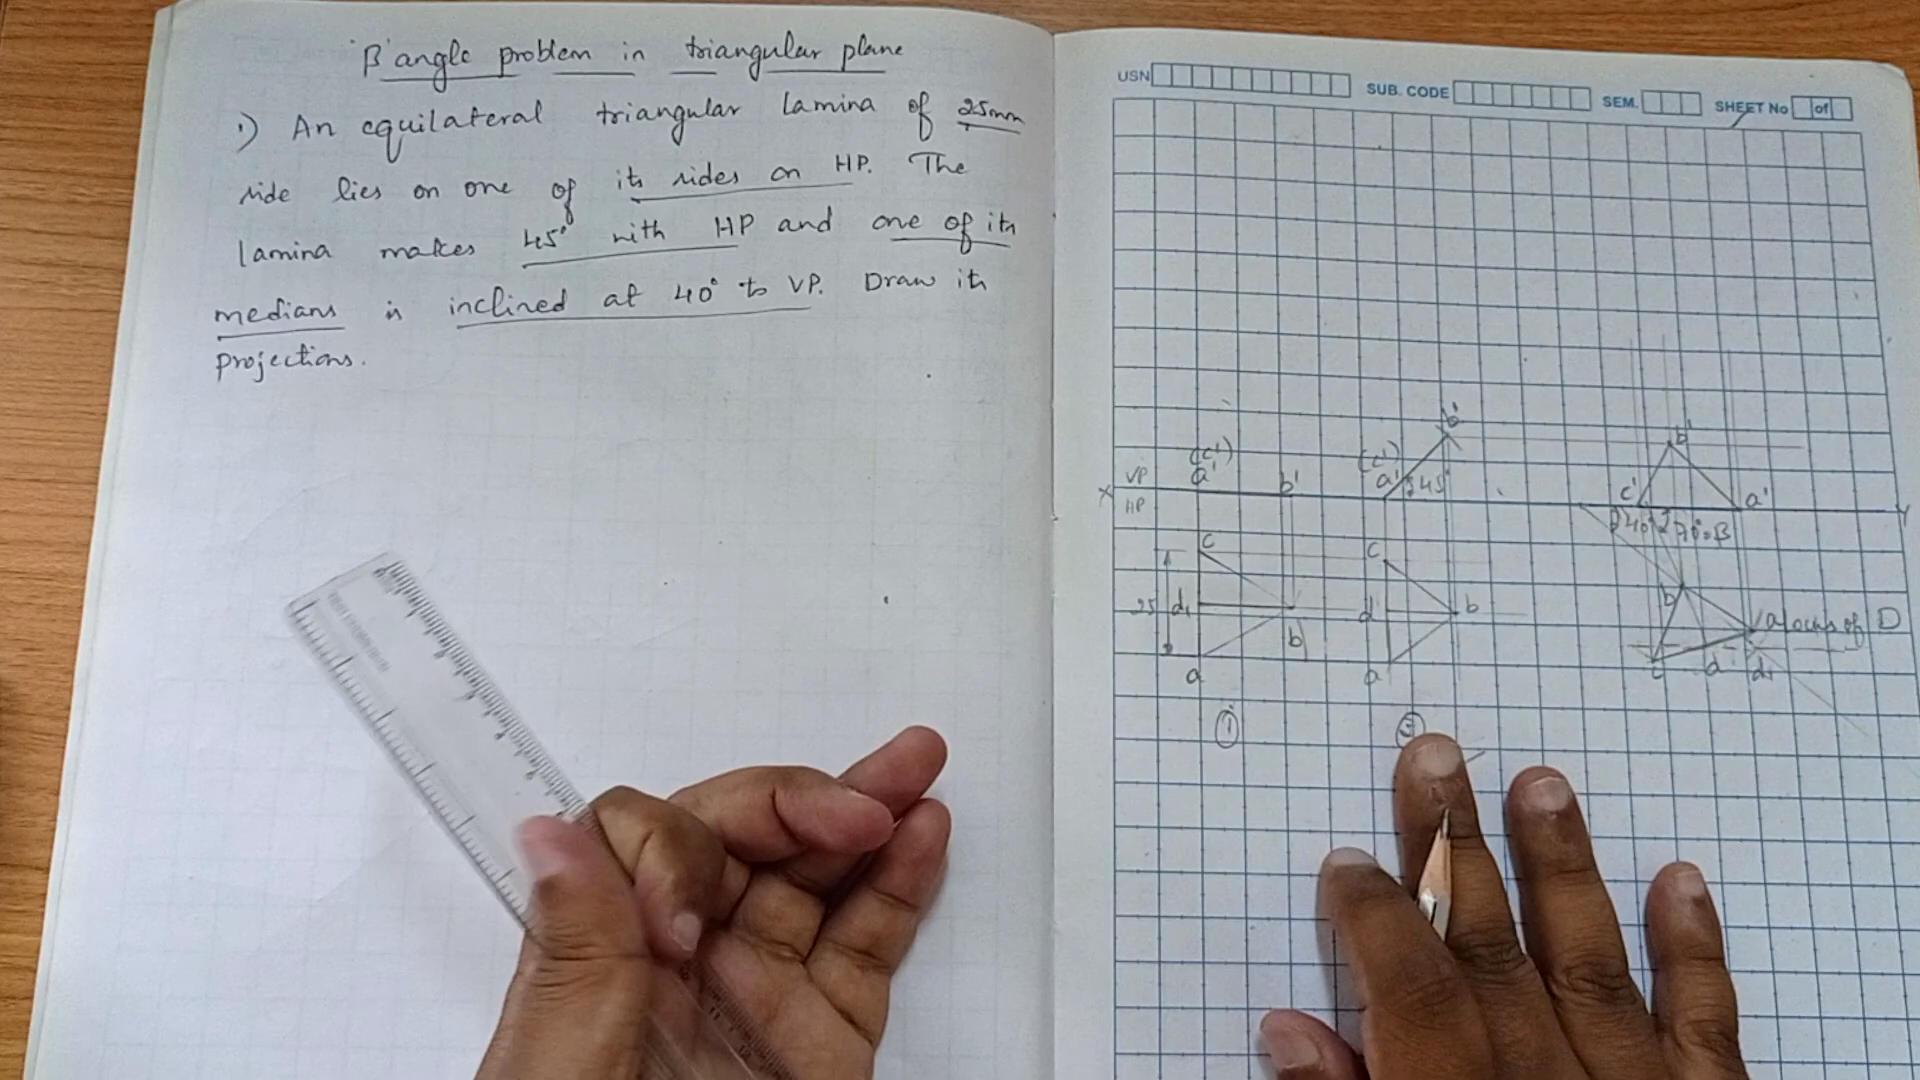 'β' angle problem in triangular plane
1) An equilateral triangular lamina of 25mm
side lies on one of its sides on HP. The
lamina makes 45° with HP and one of its
medians is inclined at 40° to VP. Draw its
projections.
USN SUB. CODE SEM. SHEET No of
b' b'
(c') (c')
X VP a' b' a' 45° c' a' Y
HP
40° 70°=β
c c
25 d d b b a locus of D
b
a a c d d₁
1 2